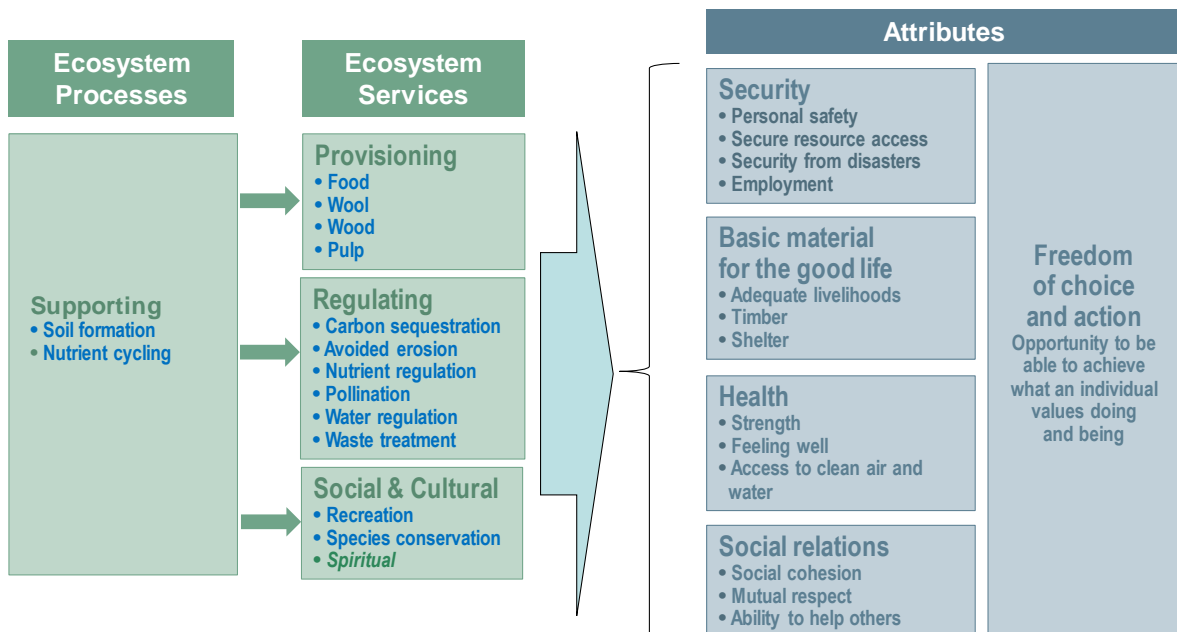 Ecosystem
Processes
Supporting
• Soil formation
• Nutrient cycling
Ecosystem
Services
Provisioning
• Food
• Wool
• Wood
• Pulp
Regulating
• Carbon sequestration
• Avoided erosion
• Nutrient regulation
• Pollination
• Water regulation
• Waste treatment
Social & Cultural
• Recreation
• Species conservation
• Spiritual
Attributes
Security
• Personal safety
• Secure resource access
• Security from disasters
• Employment
Basic material
for the good life
• Adequate livelihoods
• Timber
• Shelter
Health
• Strength
• Feeling well
• Access to clean air and
water
Social relations
• Social cohesion
• Mutual respect
• Ability to help others
Freedom
of choice
and action
Opportunity to be
able to achieve
what an individual
values doing
and being